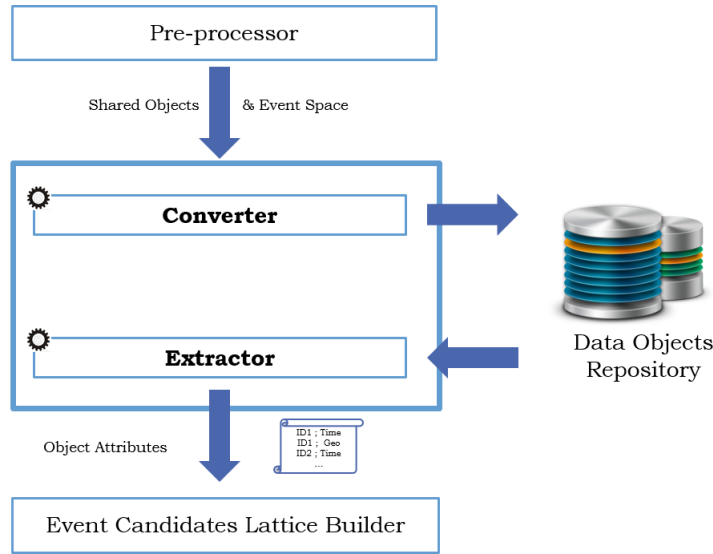 Pre-processor
Shared Objects & Event Space
Converter
Data Objects
Repository
Extractor
Object Attributes
ID1 ; Time
ID1 ; Geo
ID2 ; Time
...
Event Candidates Lattice Builder